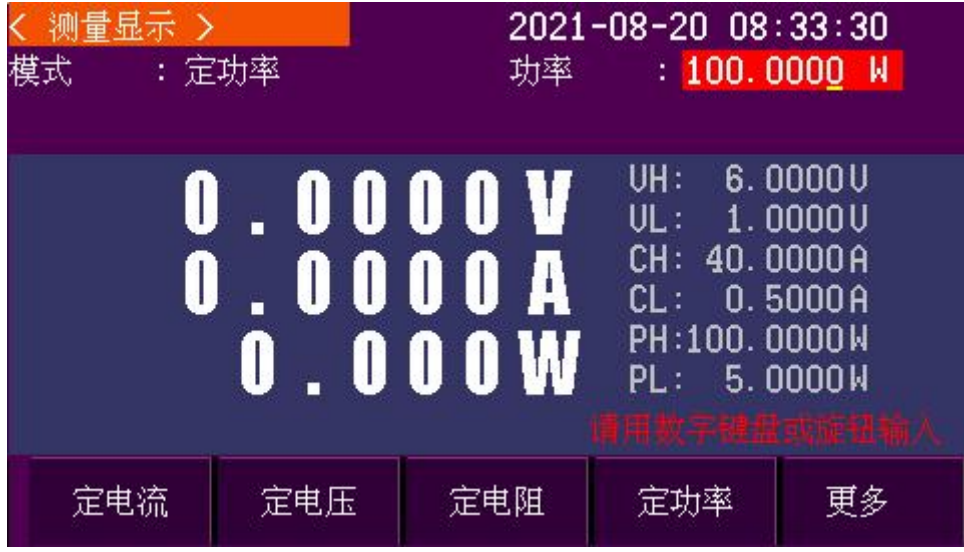 < 测量显示 > 2021-08-20 08:33:30
模式 : 定功率 功率 : 100.0000 W
0.0000V
0.0000A
0.000W
VH: 6.0000V
VL: 1.0000V
CH: 40.0000A
CL: 0.5000A
PH:100.0000W
PL: 5.0000W
请用数字键盘或旋钮输入
定电流 定电压 定电阻 定功率 更多